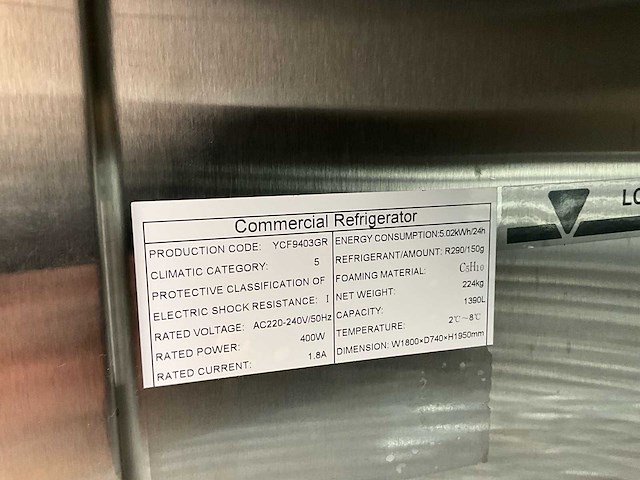 Commercial Refrigerator
PRODUCTION CODE: YCF9403GR
CLIMATIC CATEGORY: 5
PROTECTIVE CLASSIFICATION OF
ELECTRIC SHOCK RESISTANCE: I
RATED VOLTAGE: AC220-240V/50Hz
RATED POWER: 400W
RATED CURRENT: 1.8A
ENERGY CONSUMPTION:5.02kWh/24h
REFRIGERANT/AMOUNT: R290/150g
FOAMING MATERIAL: C5H10
NET WEIGHT: 224kg
CAPACITY: 1390L
TEMPERATURE: 2℃~8℃
DIMENSION: W1800×D740×H1950mm
LO